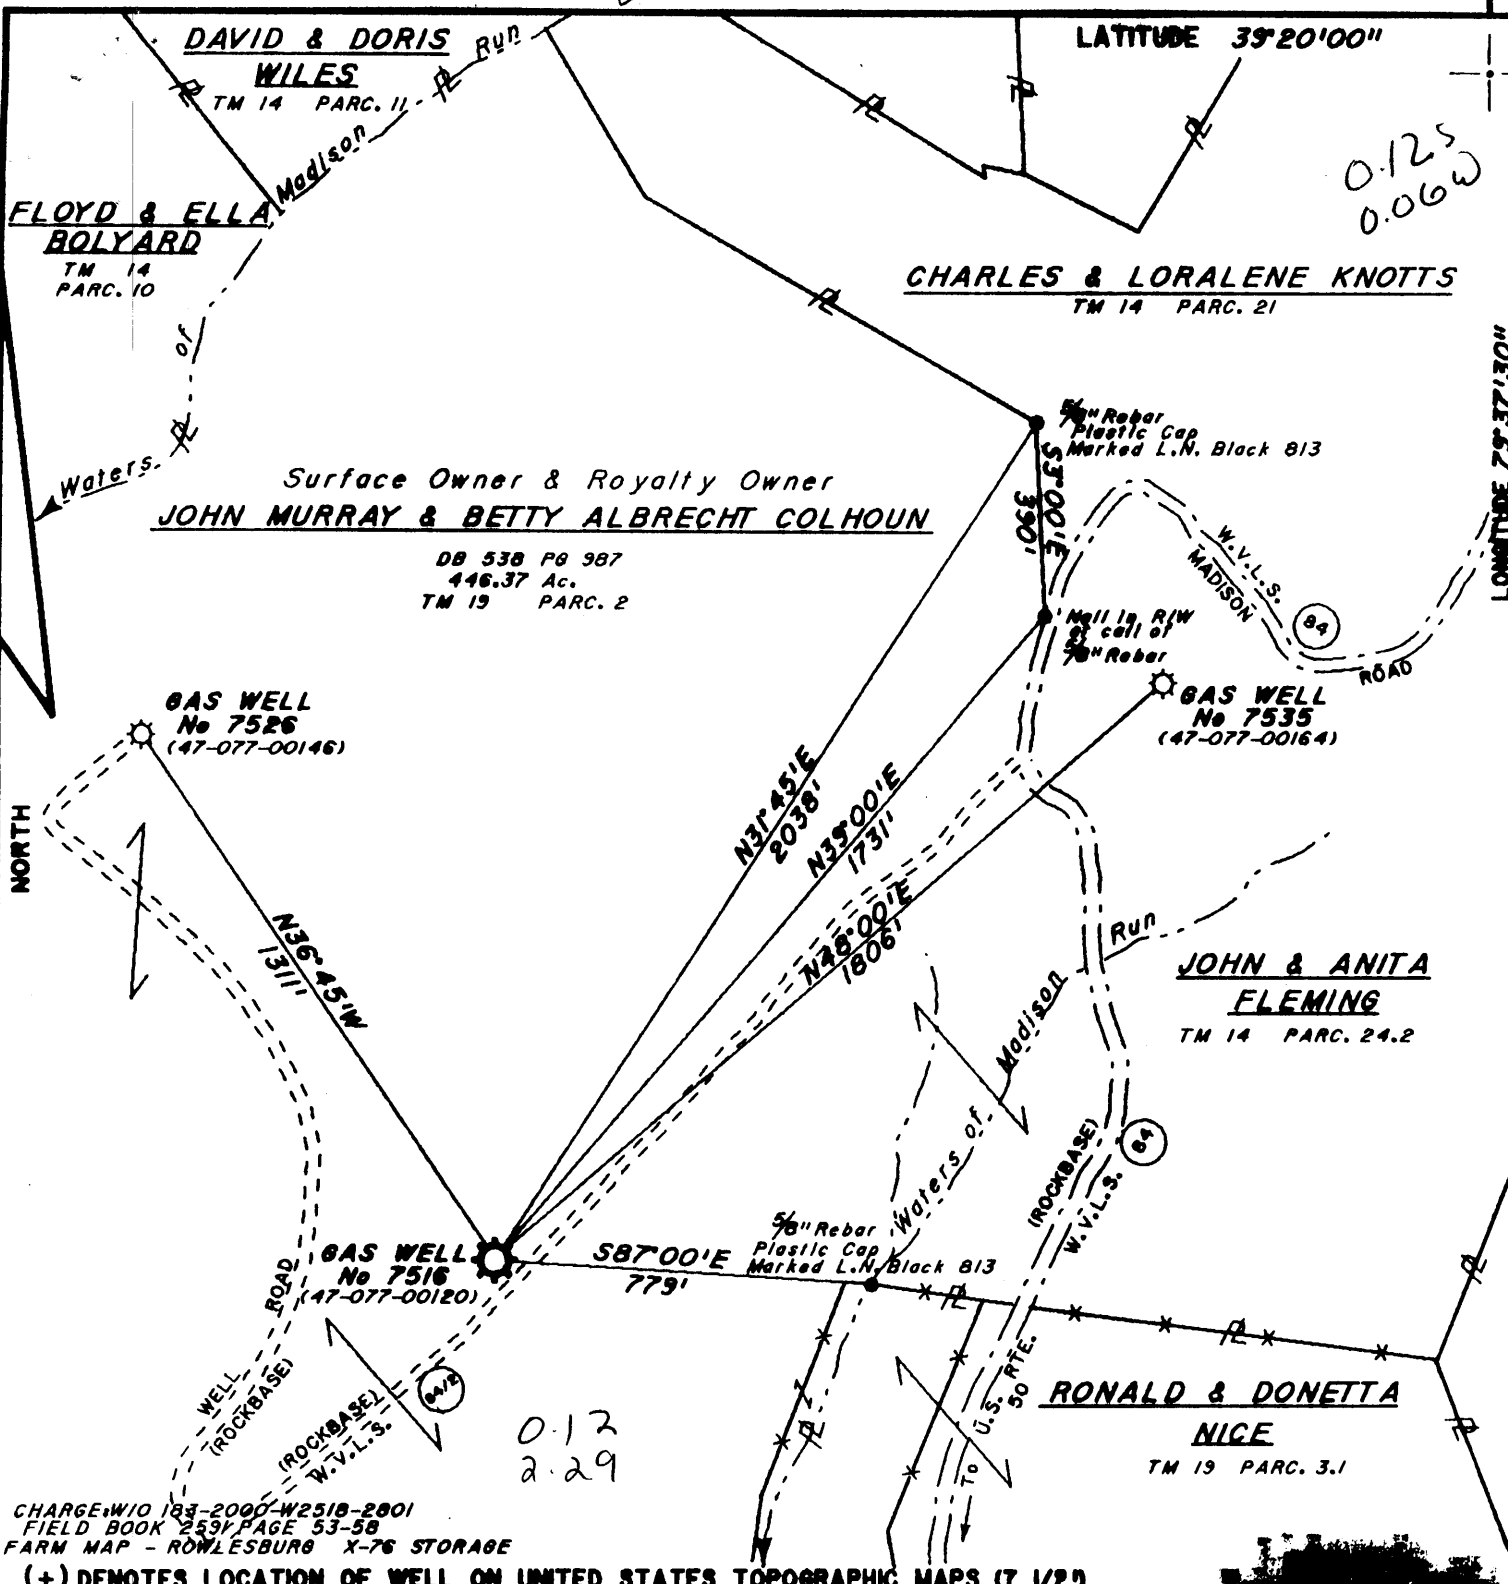 DAVID & DORIS
WILES
TM 14 PARC. 11
Run
Madison
of
Waters
LATITUDE 39°20'00"
0.12S
0.06W
FLOYD & ELLA
BOLYARD
TM 14
PARC. 10
CHARLES & LORALENE KNOTTS
TM 14 PARC. 21
LONGITUDE 79°37'30"
5/8" Rebar
Plastic Cap
Marked L.N. Black 813
S3°00'E
390'
Surface Owner & Royalty Owner
JOHN MURRAY & BETTY ALBRECHT COLHOUN
DB 538 PG 987
446.37 Ac.
TM 19 PARC. 2
W.V.L.S.
MADISON
84
ROAD
Nail in R/W
at call of
5/8" Rebar
GAS WELL
No 7526
(47-077-00146)
GAS WELL
No 7535
(47-077-00164)
NORTH
N31°45'E
2038'
N39°00'E
1731'
N48°00'E
1806'
N36°45'W
1311'
Run
Madison
Waters of
JOHN & ANITA
FLEMING
TM 14 PARC. 24.2
(ROCKBASE)
W.V.L.S.
84
GAS WELL
No 7516
(47-077-00120)
S87°00'E
779'
5/8" Rebar
Plastic Cap
Marked L.N. Black 813
WELL ROAD
(ROCKBASE)
(ROCKBASE)
W.V.L.S.
84/2
0.12
2.29
To U.S. RTE.
50
RONALD & DONETTA
NICE
TM 19 PARC. 3.1
CHARGE: W/O 183-2000-W2518-2801
FIELD BOOK 259 PAGE 53-58
FARM MAP - ROWLESBURG X-76 STORAGE
(+) DENOTES LOCATION OF WELL ON UNITED STATES TOPOGRAPHIC MAPS (7 1/2")